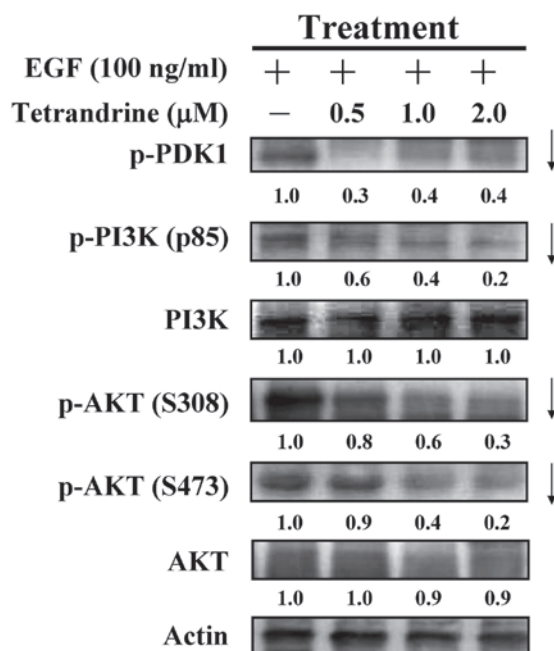 Treatment
EGF (100 ng/ml) + + + +
Tetrandrine (μM) – 0.5 1.0 2.0
p-PDK1 ↓
1.0 0.3 0.4 0.4
p-PI3K (p85) ↓
1.0 0.6 0.4 0.2
PI3K
1.0 1.0 1.0 1.0
p-AKT (S308) ↓
1.0 0.8 0.6 0.3
p-AKT (S473) ↓
1.0 0.9 0.4 0.2
AKT
1.0 1.0 0.9 0.9
Actin